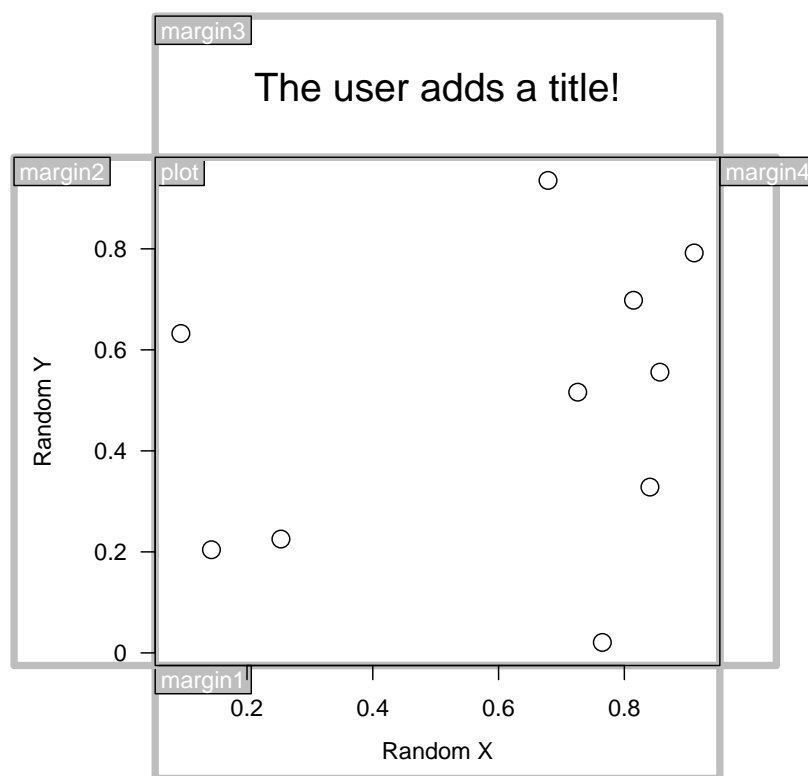 margin3
The user adds a title!
margin2
plot
margin4
0.8
0.6
Random Y
0.4
0.2
0
margin1
0.2 0.4 0.6 0.8
Random X